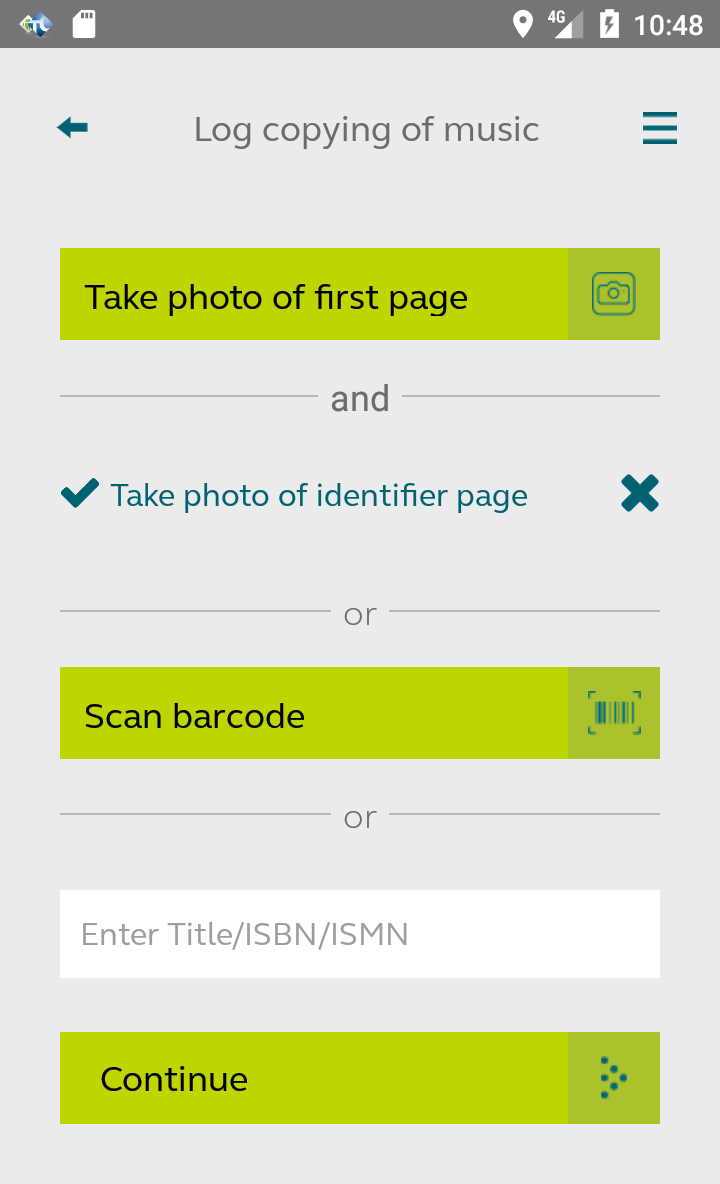 4G 10:48
Log copying of music
Take photo of first page
and
Take photo of identifier page
or
Scan barcode
or
Enter Title/ISBN/ISMN
Continue